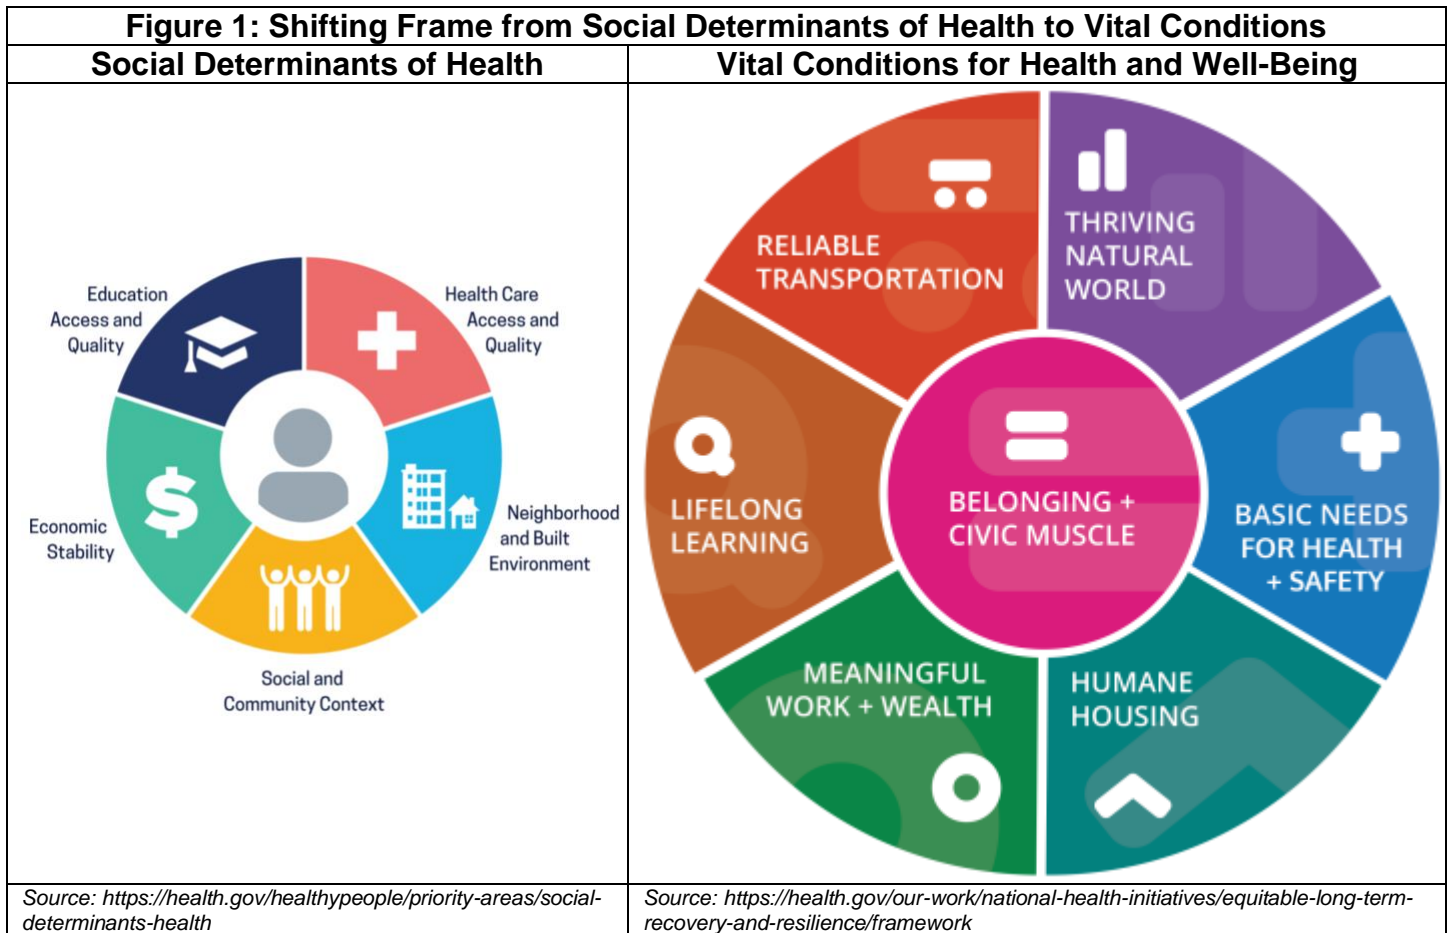 Figure 1: Shifting Frame from Social Determinants of Health to Vital Conditions
Social Determinants of Health
Vital Conditions for Health and Well-Being
Education
Access and
Quality
Health Care
Access and
Quality
Economic
Stability
Neighborhood
and Built
Environment
Social and
Community Context
$
RELIABLE
TRANSPORTATION
THRIVING
NATURAL
WORLD
LIFELONG
LEARNING
BELONGING +
CIVIC MUSCLE
BASIC NEEDS
FOR HEALTH
+ SAFETY
MEANINGFUL
WORK + WEALTH
HUMANE
HOUSING
Source: https://health.gov/healthypeople/priority-areas/social-
determinants-health
Source: https://health.gov/our-work/national-health-initiatives/equitable-long-term-
recovery-and-resilience/framework